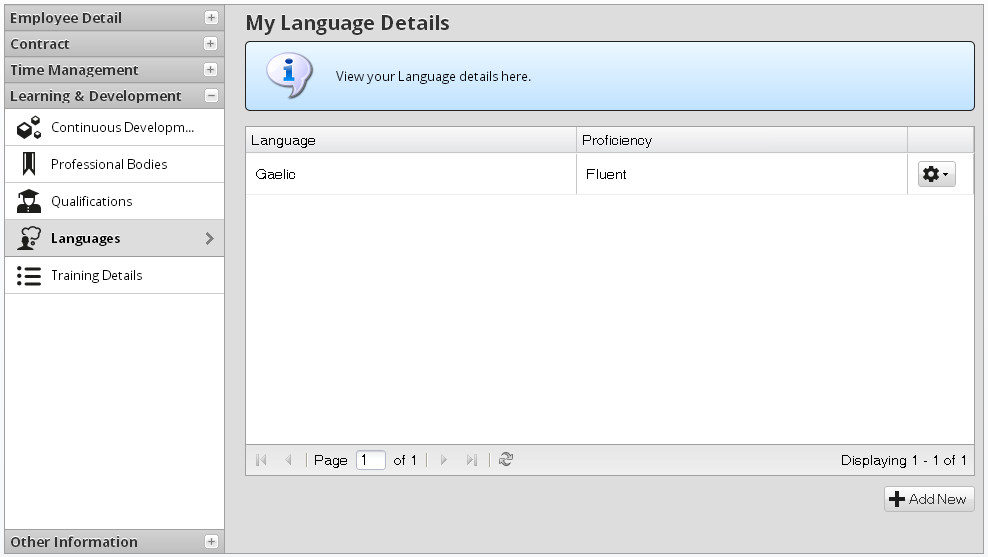 Employee Detail
Contract
Time Management
Learning & Development
Continuous Developm...
Professional Bodies
Qualifications
Languages
Training Details
Other Information
My Language Details
View your Language details here.
Language Proficiency
Gaelic Fluent
Page 1 of 1 Displaying 1 - 1 of 1
Add New